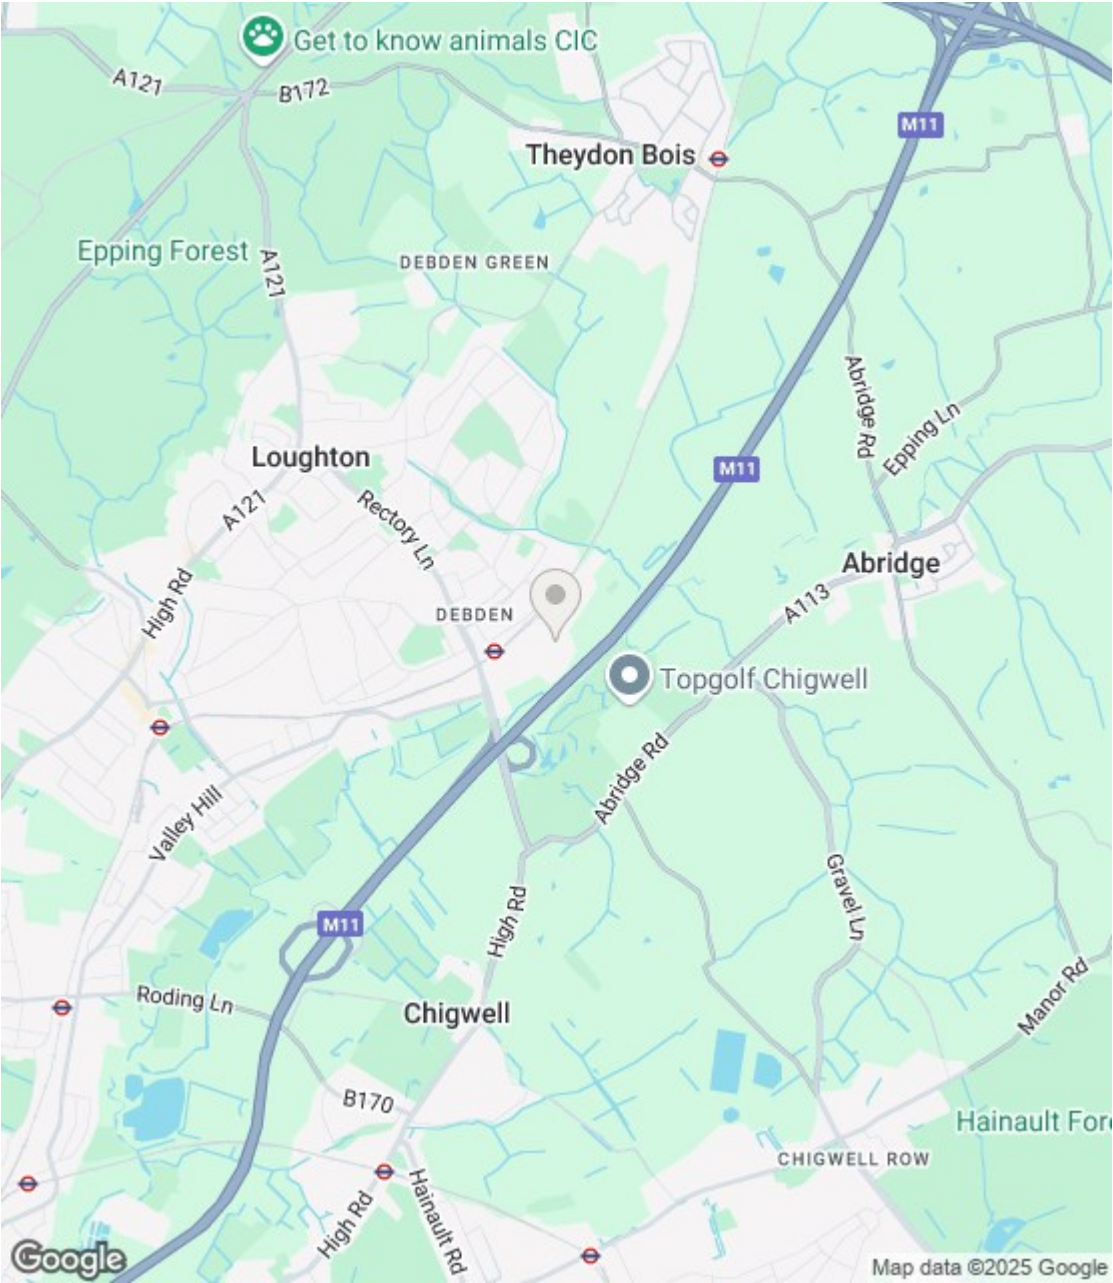 Get to know animals CIC
A121
B172
M11
Theydon Bois
Epping Forest
A121
DEBDEN GREEN
Abridge Rd
Epping Ln
Loughton
M11
A121
Rectory Ln
Abridge
High Rd
DEBDEN
A113
Topgolf Chigwell
Abridge Rd
Valley Hill
Gravel Ln
M11
High Rd
Roding Ln
Chigwell
Manor Rd
B170
Hainault Fore
CHIGWELL ROW
High Rd
Hainault Rd
Google
Map data ©2025 Google